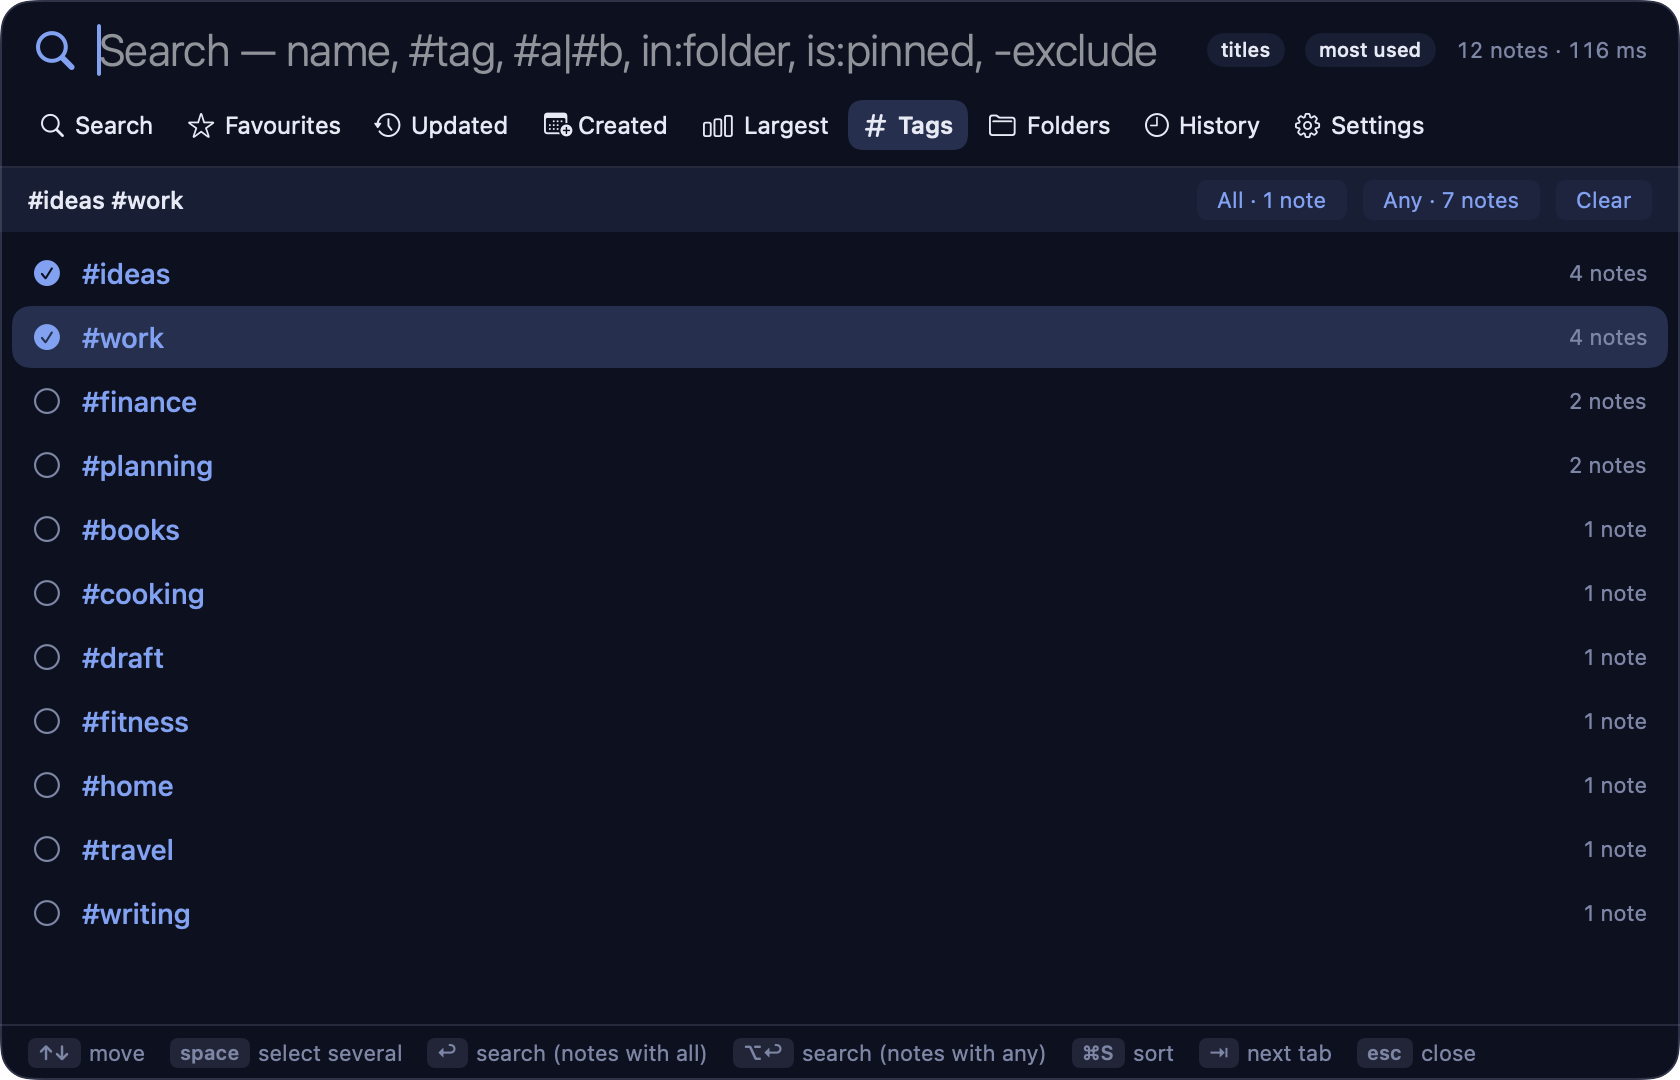 Search — name, #tag, #a|#b, in:folder, is:pinned, -exclude titles most used 12 notes · 116 ms
Search Favourites Updated Created Largest # Tags Folders History Settings
#ideas #work All · 1 note Any · 7 notes Clear
#ideas 4 notes
#work 4 notes
#finance 2 notes
#planning 2 notes
#books 1 note
#cooking 1 note
#draft 1 note
#fitness 1 note
#home 1 note
#travel 1 note
#writing 1 note
↑↓ move space select several ↩ search (notes with all) ⌥↩ search (notes with any) ⌘S sort ⇥ next tab esc close